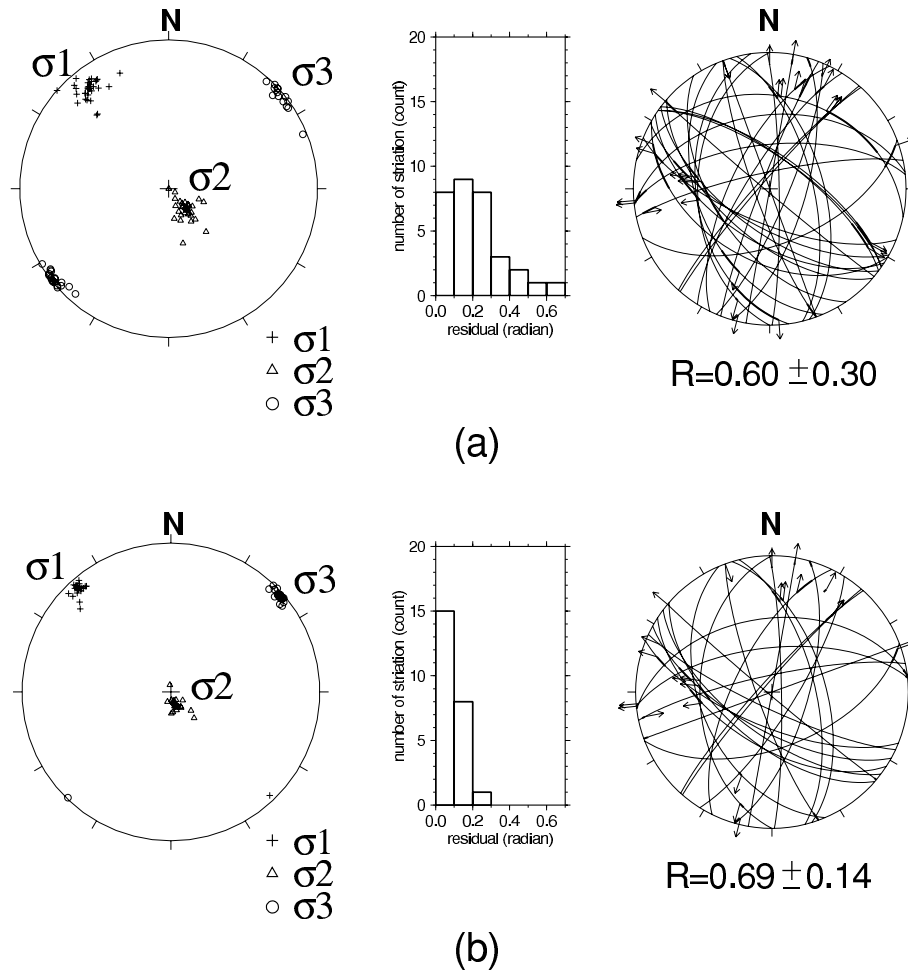 N
σ1
σ3
σ2
+ σ1
△ σ2
○ σ3
20
15
10
5
0
number of striation (count)
0.0 0.2 0.4 0.6
residual (radian)
N
R=0.60 ±0.30
(a)
N
σ1
σ3
σ2
+ σ1
△ σ2
○ σ3
20
15
10
5
0
number of striation (count)
0.0 0.2 0.4 0.6
residual (radian)
N
R=0.69 ±0.14
(b)